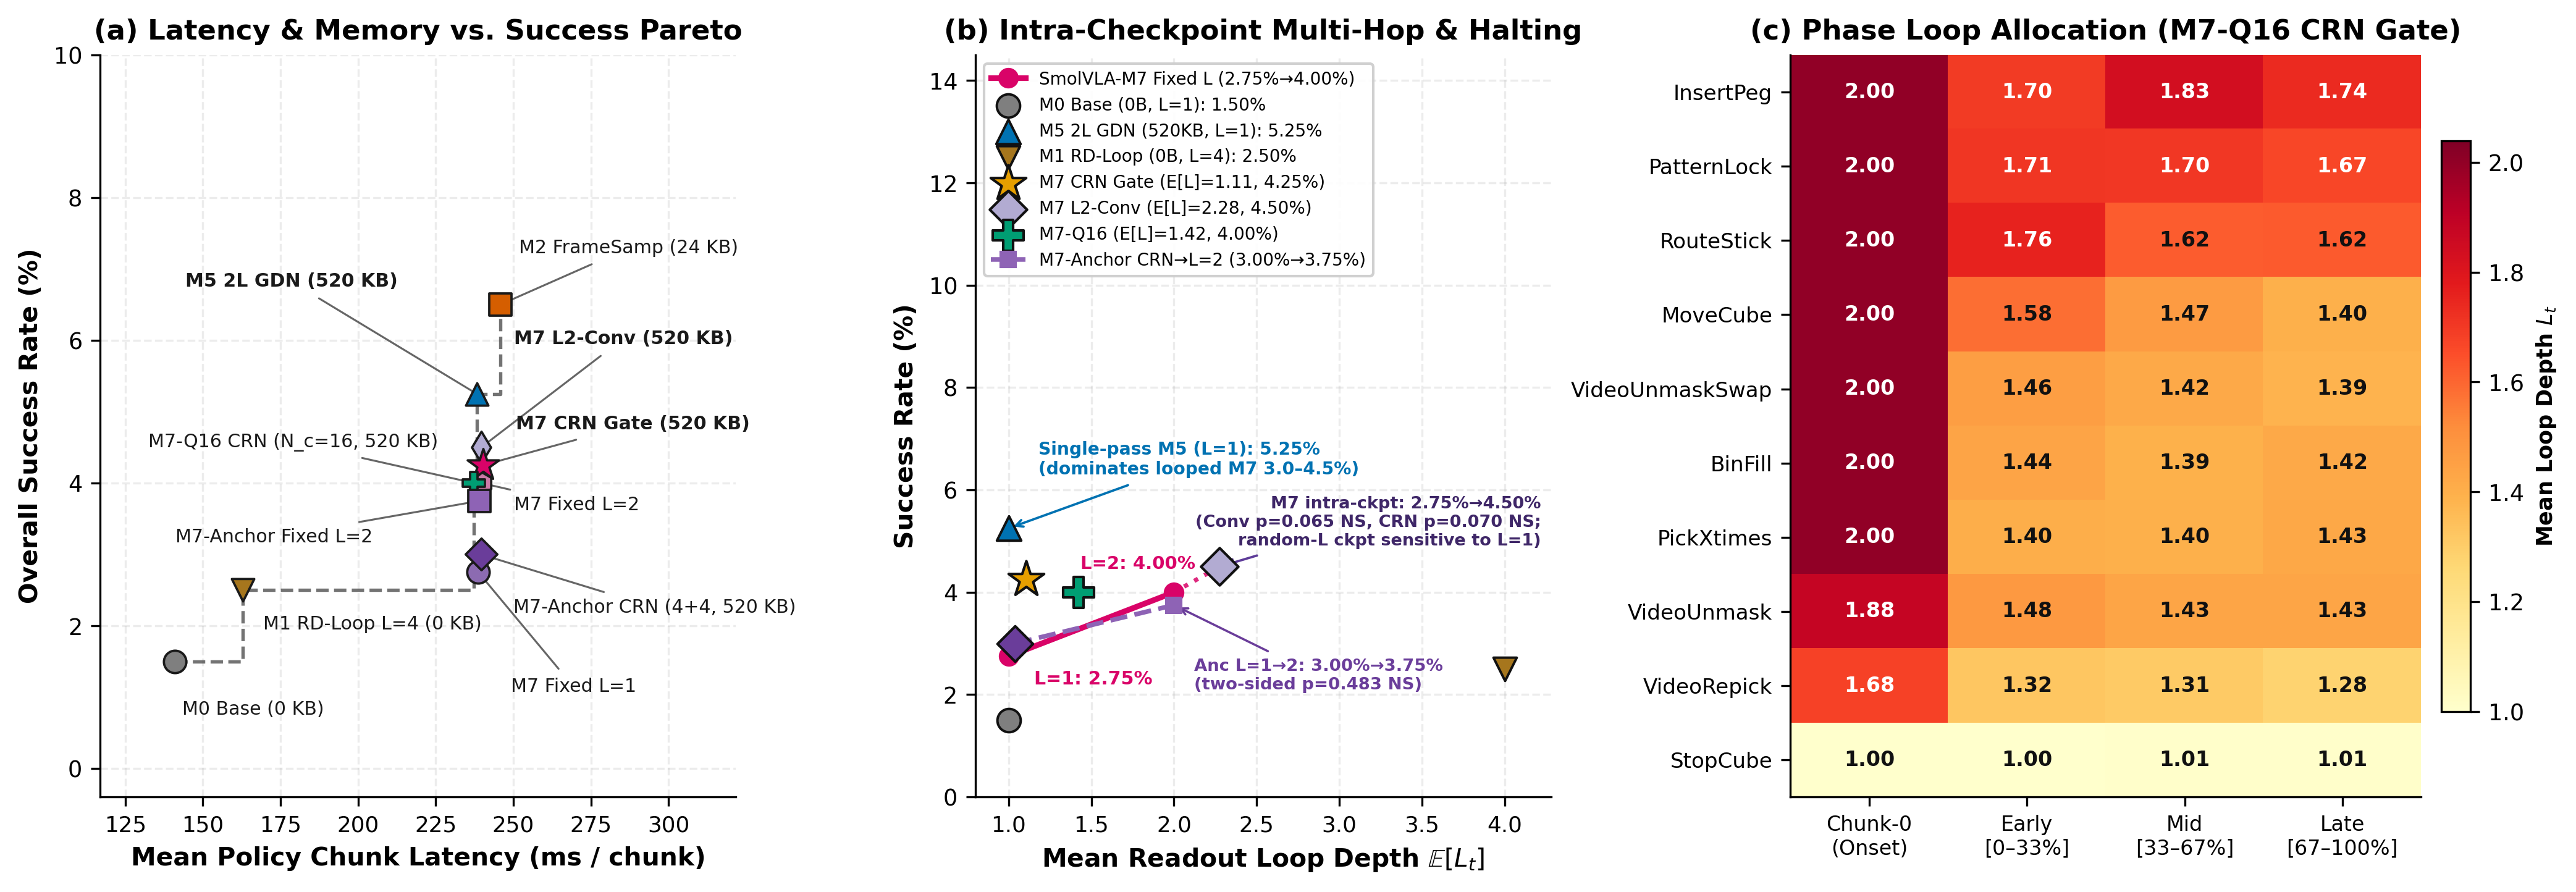 (a) Latency & Memory vs. Success Pareto
Overall Success Rate (%)
10
8
6
4
2
0
M2 FrameSamp (24 KB)
M5 2L GDN (520 KB)
M7 L2-Conv (520 KB)
M7 CRN Gate (520 KB)
M7-Q16 CRN (N_c=16, 520 KB)
M7 Fixed L=2
M7-Anchor Fixed L=2
M7-Anchor CRN (4+4, 520 KB)
M1 RD-Loop L=4 (0 KB)
M7 Fixed L=1
M0 Base (0 KB)
125 150 175 200 225 250 275 300
Mean Policy Chunk Latency (ms / chunk)
(b) Intra-Checkpoint Multi-Hop & Halting
Success Rate (%)
14
12
10
8
6
4
2
0
SmolVLA-M7 Fixed L (2.75%→4.00%)
M0 Base (0B, L=1): 1.50%
M5 2L GDN (520KB, L=1): 5.25%
M1 RD-Loop (0B, L=4): 2.50%
M7 CRN Gate (E[L]=1.11, 4.25%)
M7 L2-Conv (E[L]=2.28, 4.50%)
M7-Q16 (E[L]=1.42, 4.00%)
M7-Anchor CRN→L=2 (3.00%→3.75%)
Single-pass M5 (L=1): 5.25%
(dominates looped M7 3.0–4.5%)
M7 intra-ckpt: 2.75%→4.50%
(Conv p=0.065 NS, CRN p=0.070 NS;
random-L ckpt sensitive to L=1)
L=2: 4.00%
Anc L=1→2: 3.00%→3.75%
(two-sided p=0.483 NS)
L=1: 2.75%
1.0 1.5 2.0 2.5 3.0 3.5 4.0
Mean Readout Loop Depth 𝔼[L_t]
(c) Phase Loop Allocation (M7-Q16 CRN Gate)
InsertPeg 2.00 1.70 1.83 1.74
PatternLock 2.00 1.71 1.70 1.67
RouteStick 2.00 1.76 1.62 1.62
MoveCube 2.00 1.58 1.47 1.40
VideoUnmaskSwap 2.00 1.46 1.42 1.39
BinFill 2.00 1.44 1.39 1.42
PickXtimes 2.00 1.40 1.40 1.43
VideoUnmask 1.88 1.48 1.43 1.43
VideoRepick 1.68 1.32 1.31 1.28
StopCube 1.00 1.00 1.01 1.01
Chunk-0 Early Mid Late
(Onset) [0–33%] [33–67%] [67–100%]
2.0
1.8
1.6
1.4
1.2
1.0
Mean Loop Depth L_t